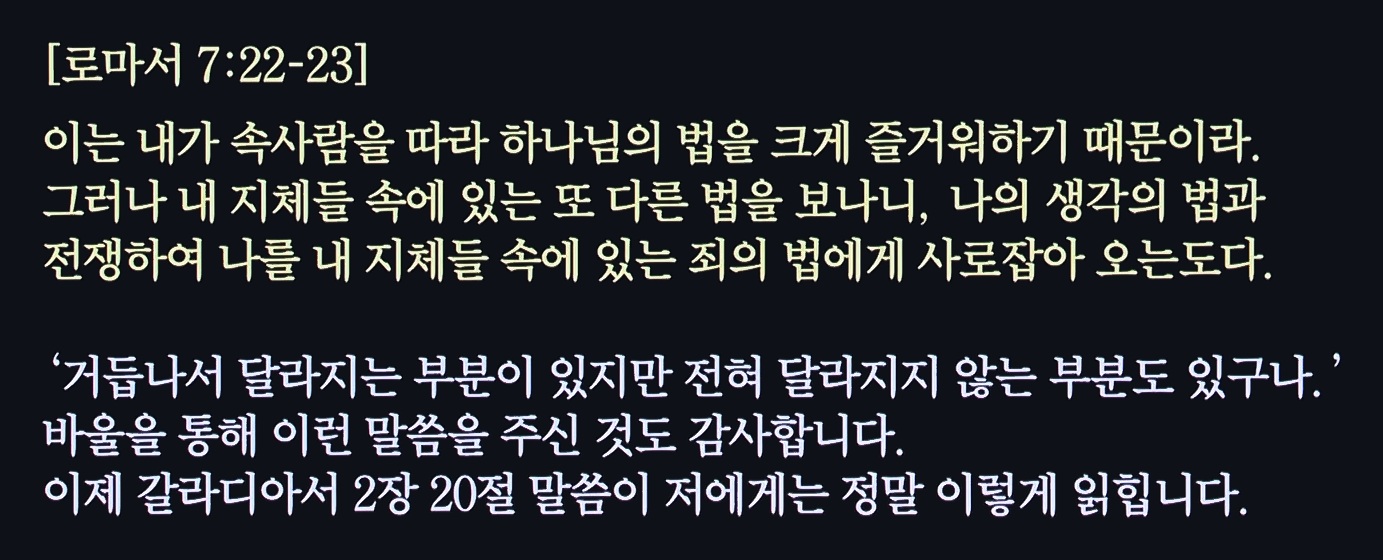 [로마서 7:22-23]
이는 내가 속사람을 따라 하나님의 법을 크게 즐거워하기 때문이라.
그러나 내 지체들 속에 있는 또 다른 법을 보나니, 나의 생각의 법과
전쟁하여 나를 내 지체들 속에 있는 죄의 법에게 사로잡아 오는도다.
‘거듭나서 달라지는 부분이 있지만 전혀 달라지지 않는 부분도 있구나.’
바울을 통해 이런 말씀을 주신 것도 감사합니다.
이제 갈라디아서 2장 20절 말씀이 저에게는 정말 이렇게 읽힙니다.